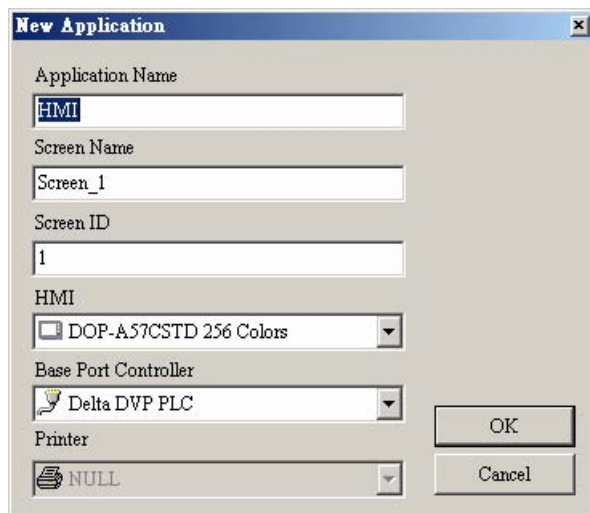 New Application
Application Name
HMI
Screen Name
Screen_1
Screen ID
1
HMI
DOP-A57CSTD 256 Colors
Base Port Controller
Delta DVP PLC
Printer
NULL
OK
Cancel